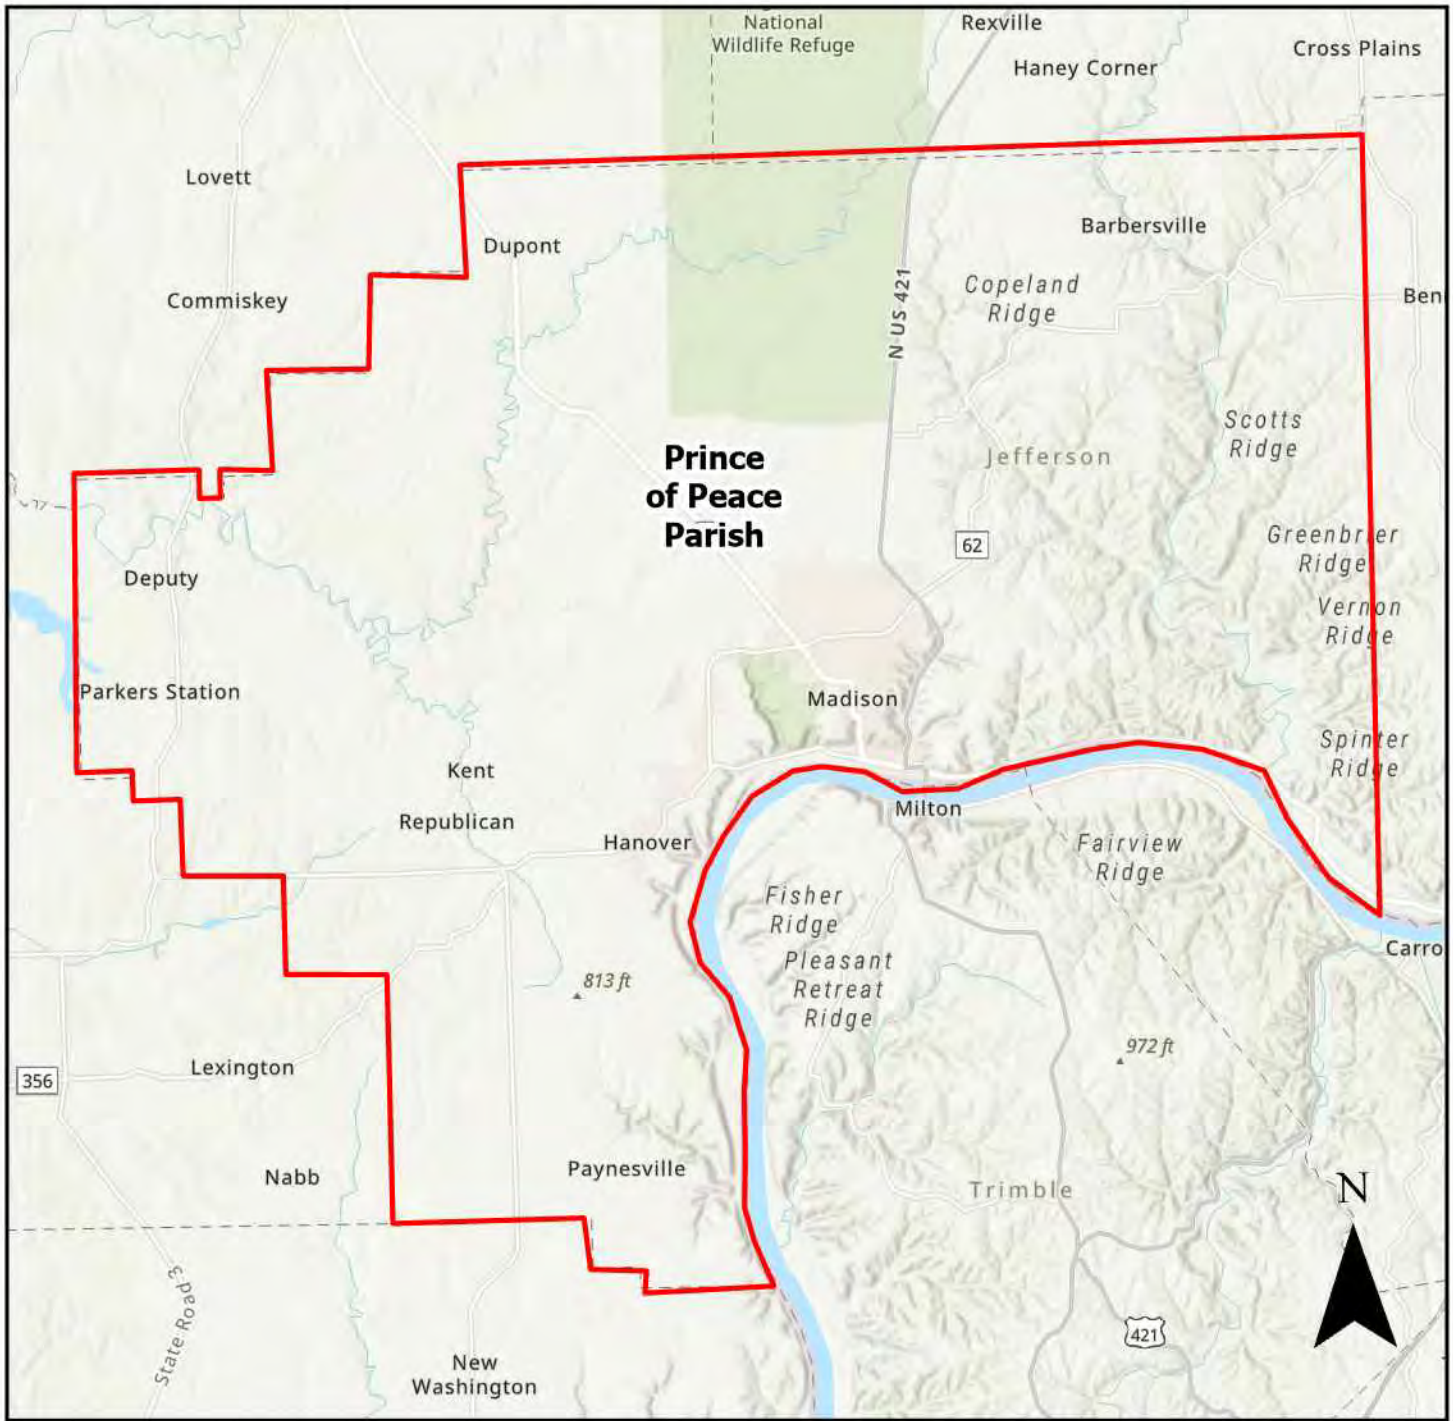 National
Wildlife Refuge
Rexville
Haney Corner
Cross Plains
Lovett
Dupont
Barbersville
Commiskey
Copeland
Ridge
N US 421
Ben
Scotts
Ridge
Prince
of Peace
Parish
Jefferson
62
Greenbrier
Ridge
Deputy
Vernon
Ridge
Parkers Station
Madison
Spinter
Ridge
Kent
Republican
Milton
Hanover
Fairview
Ridge
Fisher
Ridge
Pleasant
Retreat
Ridge
Carro
813 ft
972 ft
Lexington
356
Nabb
Paynesville
Trimble
N
State Road 3
421
New
Washington